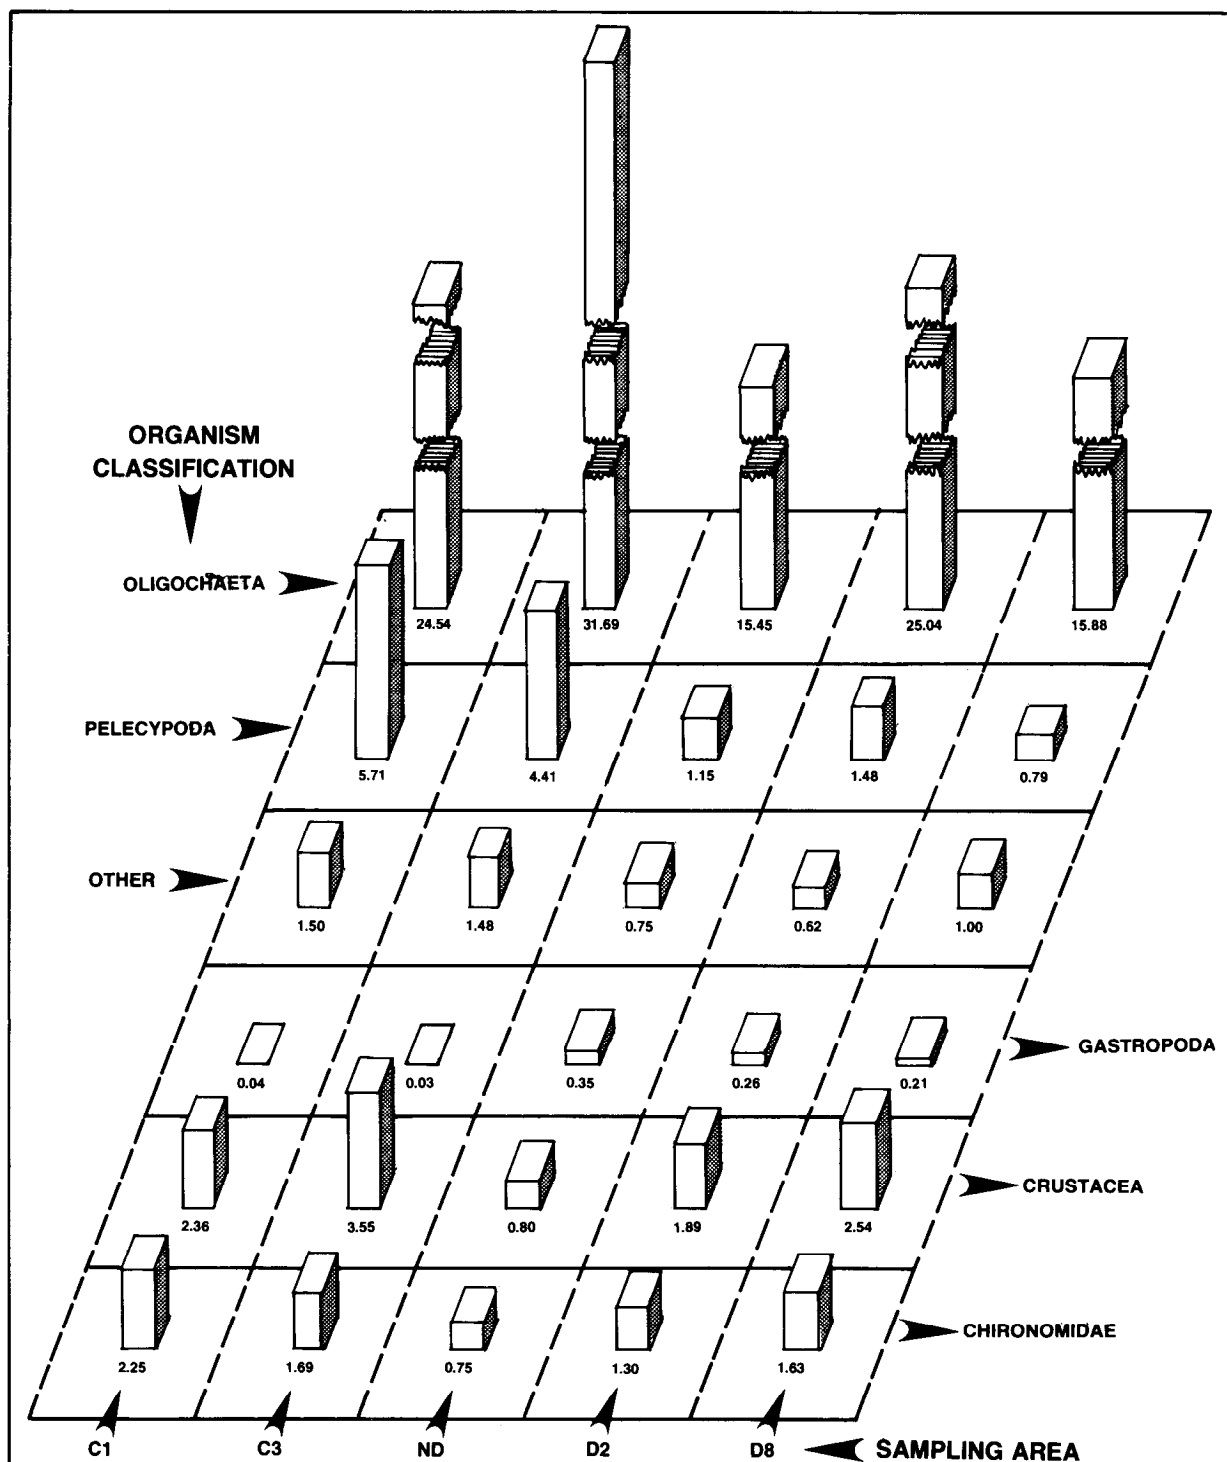 ORGANISM
CLASSIFICATION
OLIGOCHAETA
24.54 31.69 15.45 25.04 15.88
PELECYPODA
5.71 4.41 1.15 1.48 0.79
OTHER
1.50 1.48 0.75 0.62 1.00
GASTROPODA
0.04 0.03 0.35 0.26 0.21
CRUSTACEA
2.36 3.55 0.80 1.89 2.54
CHIRONOMIDAE
2.25 1.69 0.75 1.30 1.63
C1 C3 ND D2 D8 SAMPLING AREA